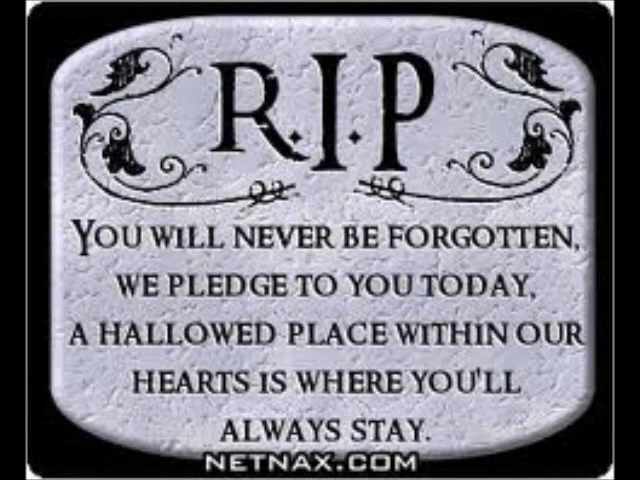 R.I.P
YOU WILL NEVER BE FORGOTTEN,
WE PLEDGE TO YOU TODAY,
A HALLOWED PLACE WITHIN OUR
HEARTS IS WHERE YOU'LL
ALWAYS STAY.
NETNAX.COM